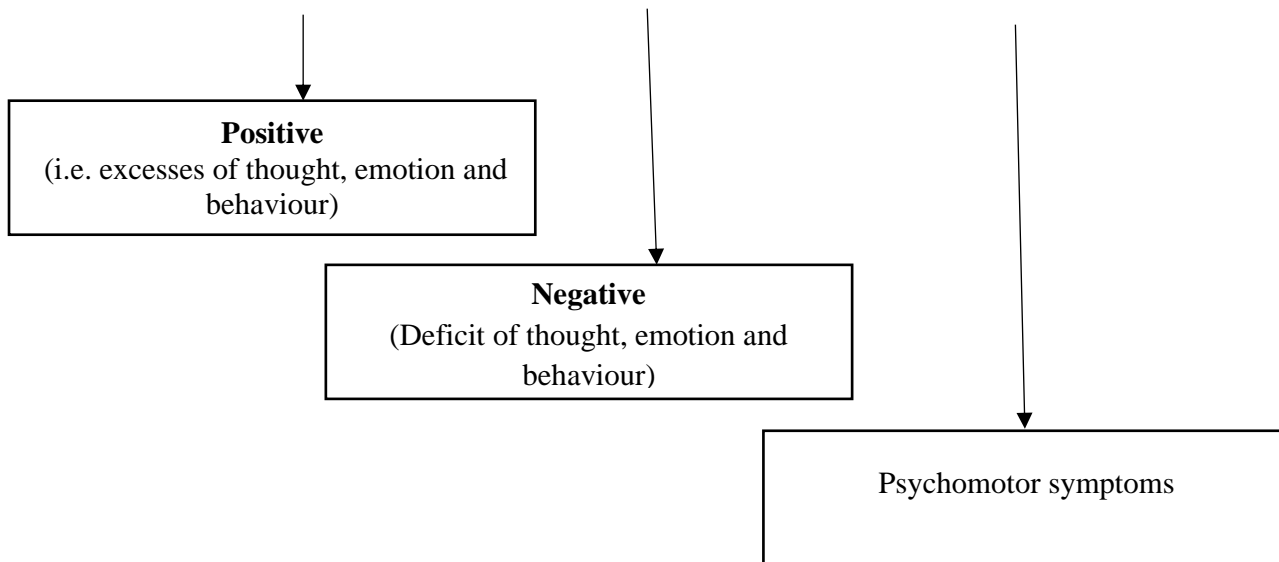 Positive
(i.e. excesses of thought, emotion and
behaviour)
Negative
(Deficit of thought, emotion and
behaviour)
Psychomotor symptoms